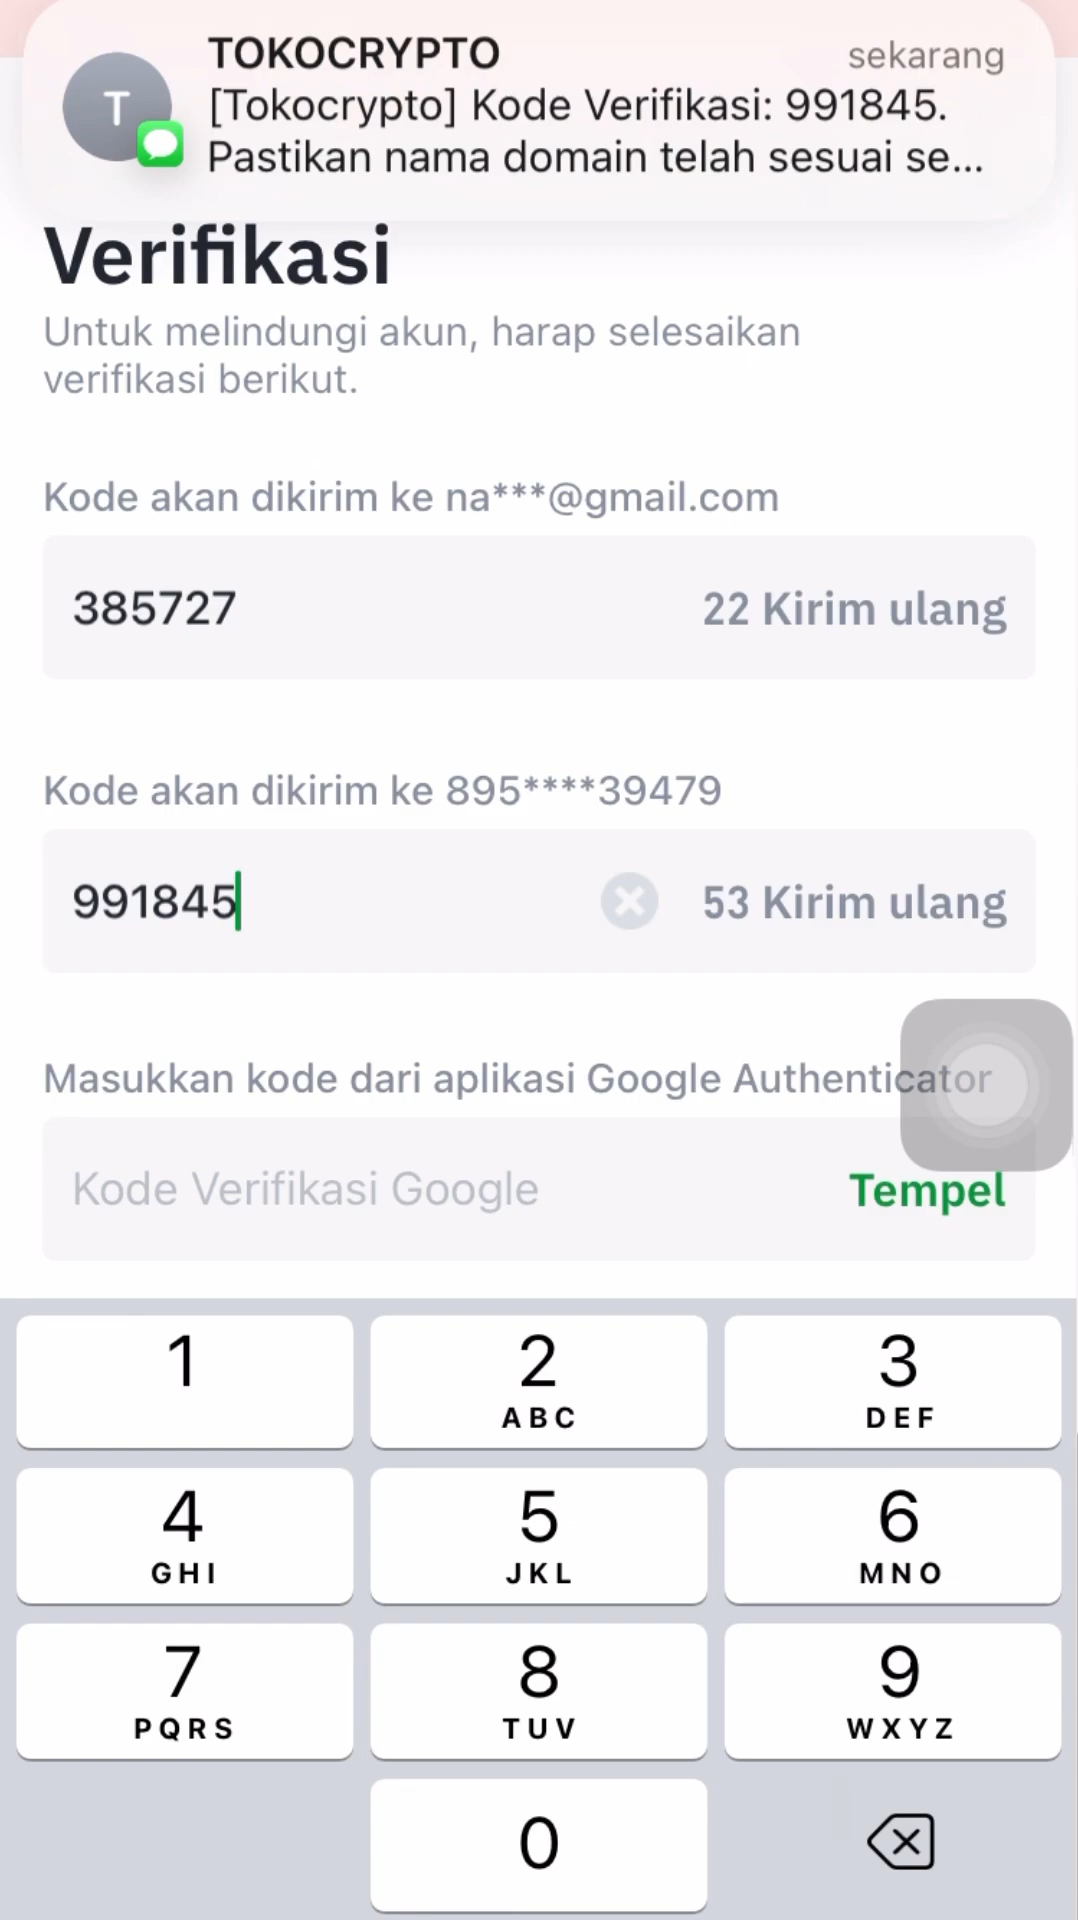 TOKOCRYPTO
sekarang
T
[Tokocrypto] Kode Verifikasi: 991845.
Pastikan nama domain telah sesuai se...
Verifikasi
Untuk melindungi akun, harap selesaikan
verifikasi berikut.
Kode akan dikirim ke na***@gmail.com
385727
22 Kirim ulang
Kode akan dikirim ke 895****39479
991845
53 Kirim ulang
Masukkan kode dari aplikasi Google Authenticator
Kode Verifikasi Google
Tempel
1
2
ABC
3
DEF
4
GHI
5
JKL
6
MNO
7
PQRS
8
TUV
9
WXYZ
0